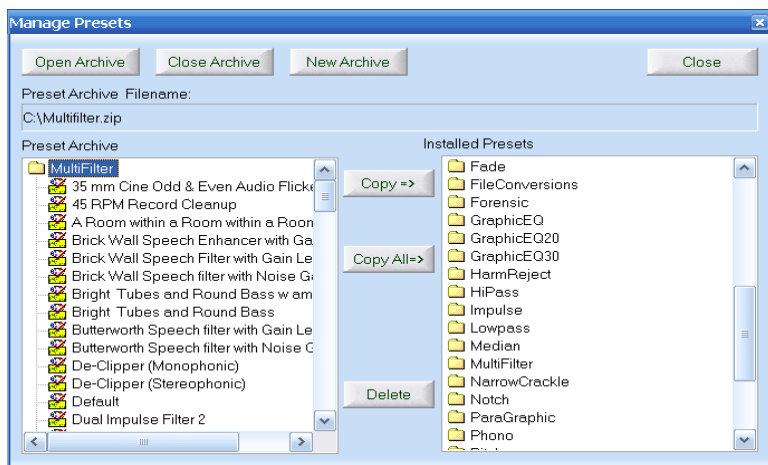 Manage Presets
Open Archive
Close Archive
New Archive
Close
Preset Archive Filename:
C:\Multifilter.zip
Preset Archive
MultiFilter
35 mm Cine Odd & Even Audio Flicke
45 RPM Record Cleanup
A Room within a Room within a Room
Brick Wall Speech Enhancer with Ga
Brick Wall Speech Filter with Gain Le
Brick Wall Speech filter with Noise Ga
Bright Tubes and Round Bass w am
Bright Tubes and Round Bass
Butterworth Speech filter with Gain Le
Butterworth Speech filter with Noise G
De-Clipper (Monophonic)
De-Clipper (Stereophonic)
Default
Dual Impulse Filter 2
Copy =>
Copy All=>
Delete
Installed Presets
Fade
FileConversions
Forensic
GraphicEQ
GraphicEQ20
GraphicEQ30
HarmReject
HiPass
Impulse
Lowpass
Median
MultiFilter
NarrowCrackle
Notch
ParaGraphic
Phono